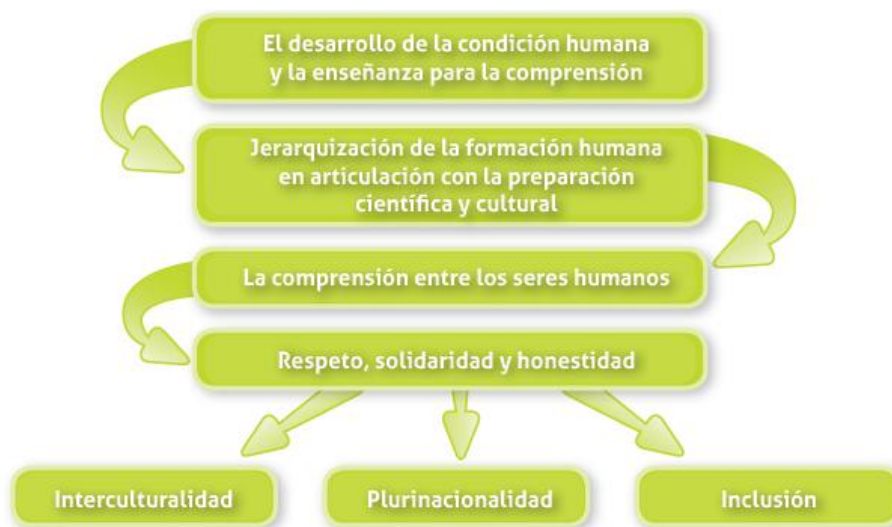 El desarrollo de la condición humana
y la enseñanza para la comprensión
Jerarquización de la formación humana
en articulación con la preparación
científica y cultural
La comprensión entre los seres humanos
Respeto, solidaridad y honestidad
Interculturalidad
Plurinacionalidad
Inclusión